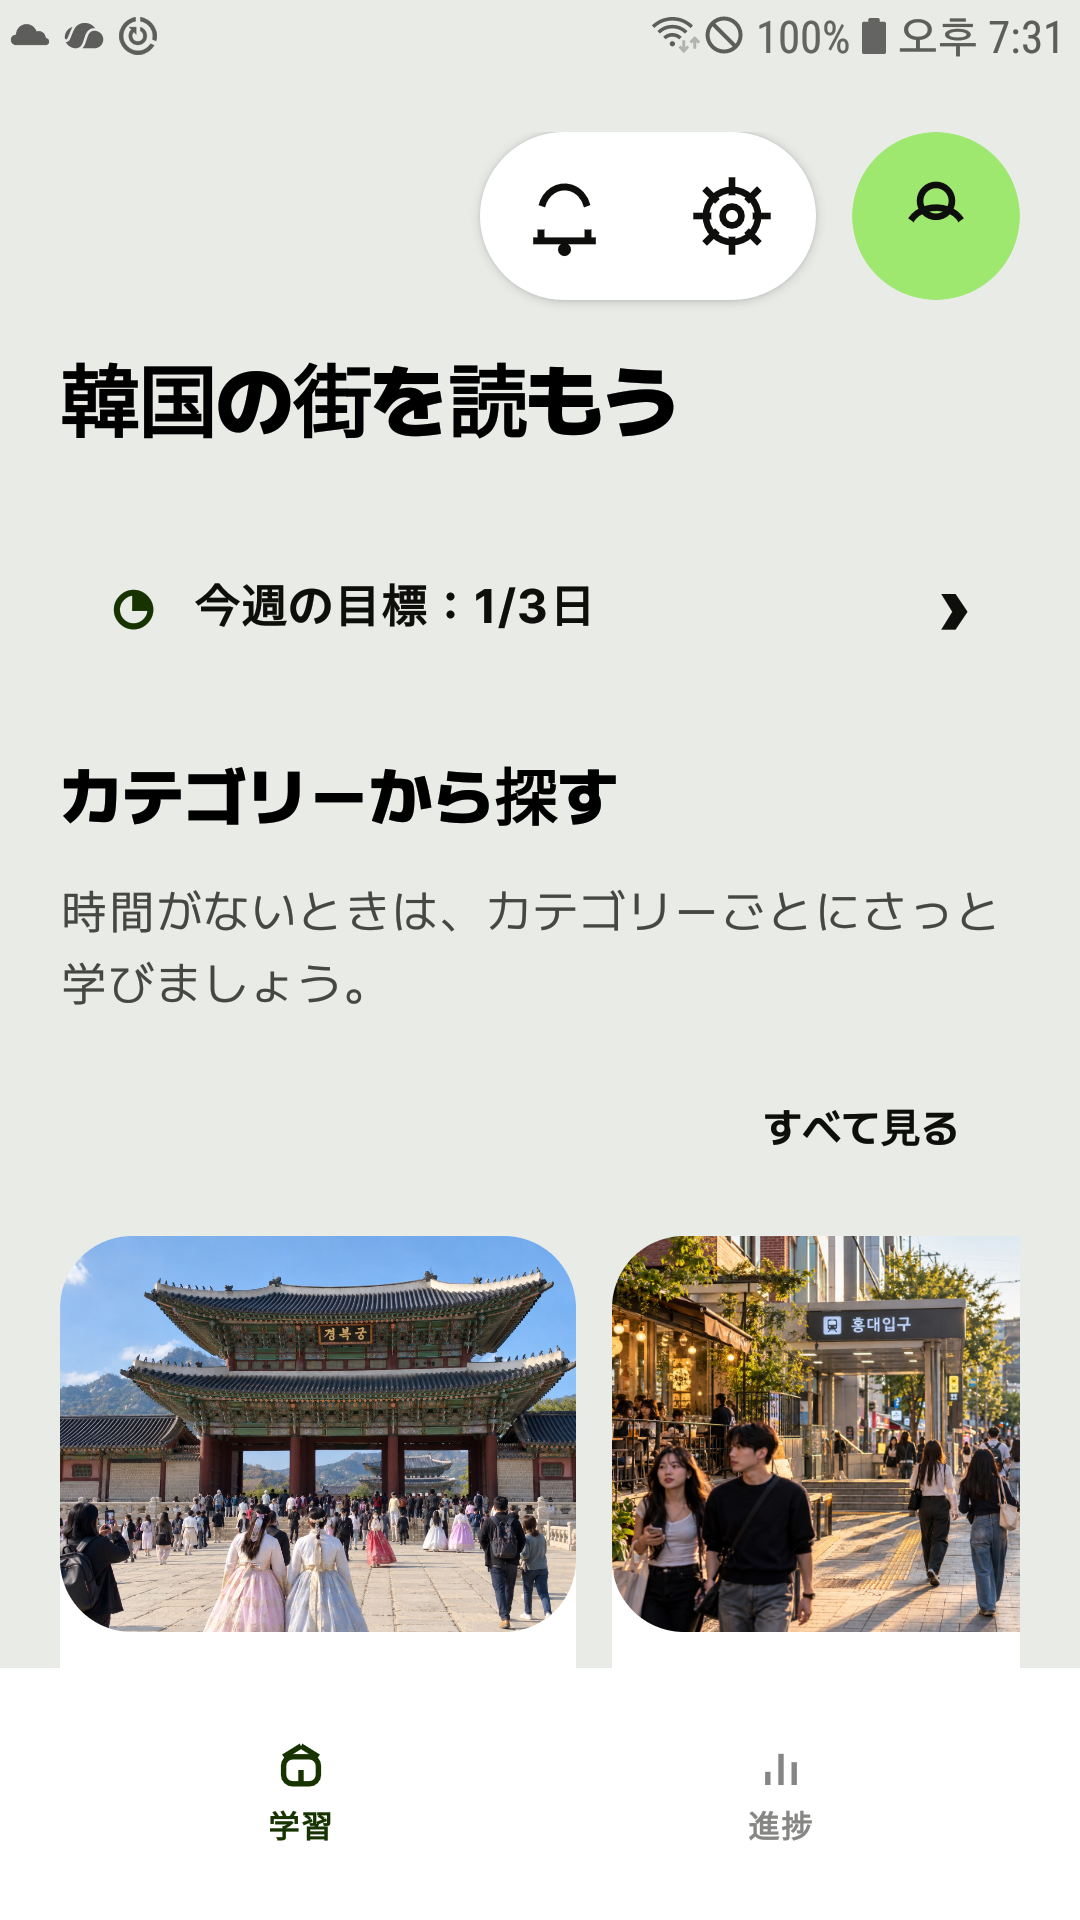 100% 오후 7:31
韓国の街を読もう
今週の目標：1/3日
カテゴリーから探す
時間がないときは、カテゴリーごとにさっと
学びましょう。
すべて見る
경복궁
홍대입구
学習
進捗